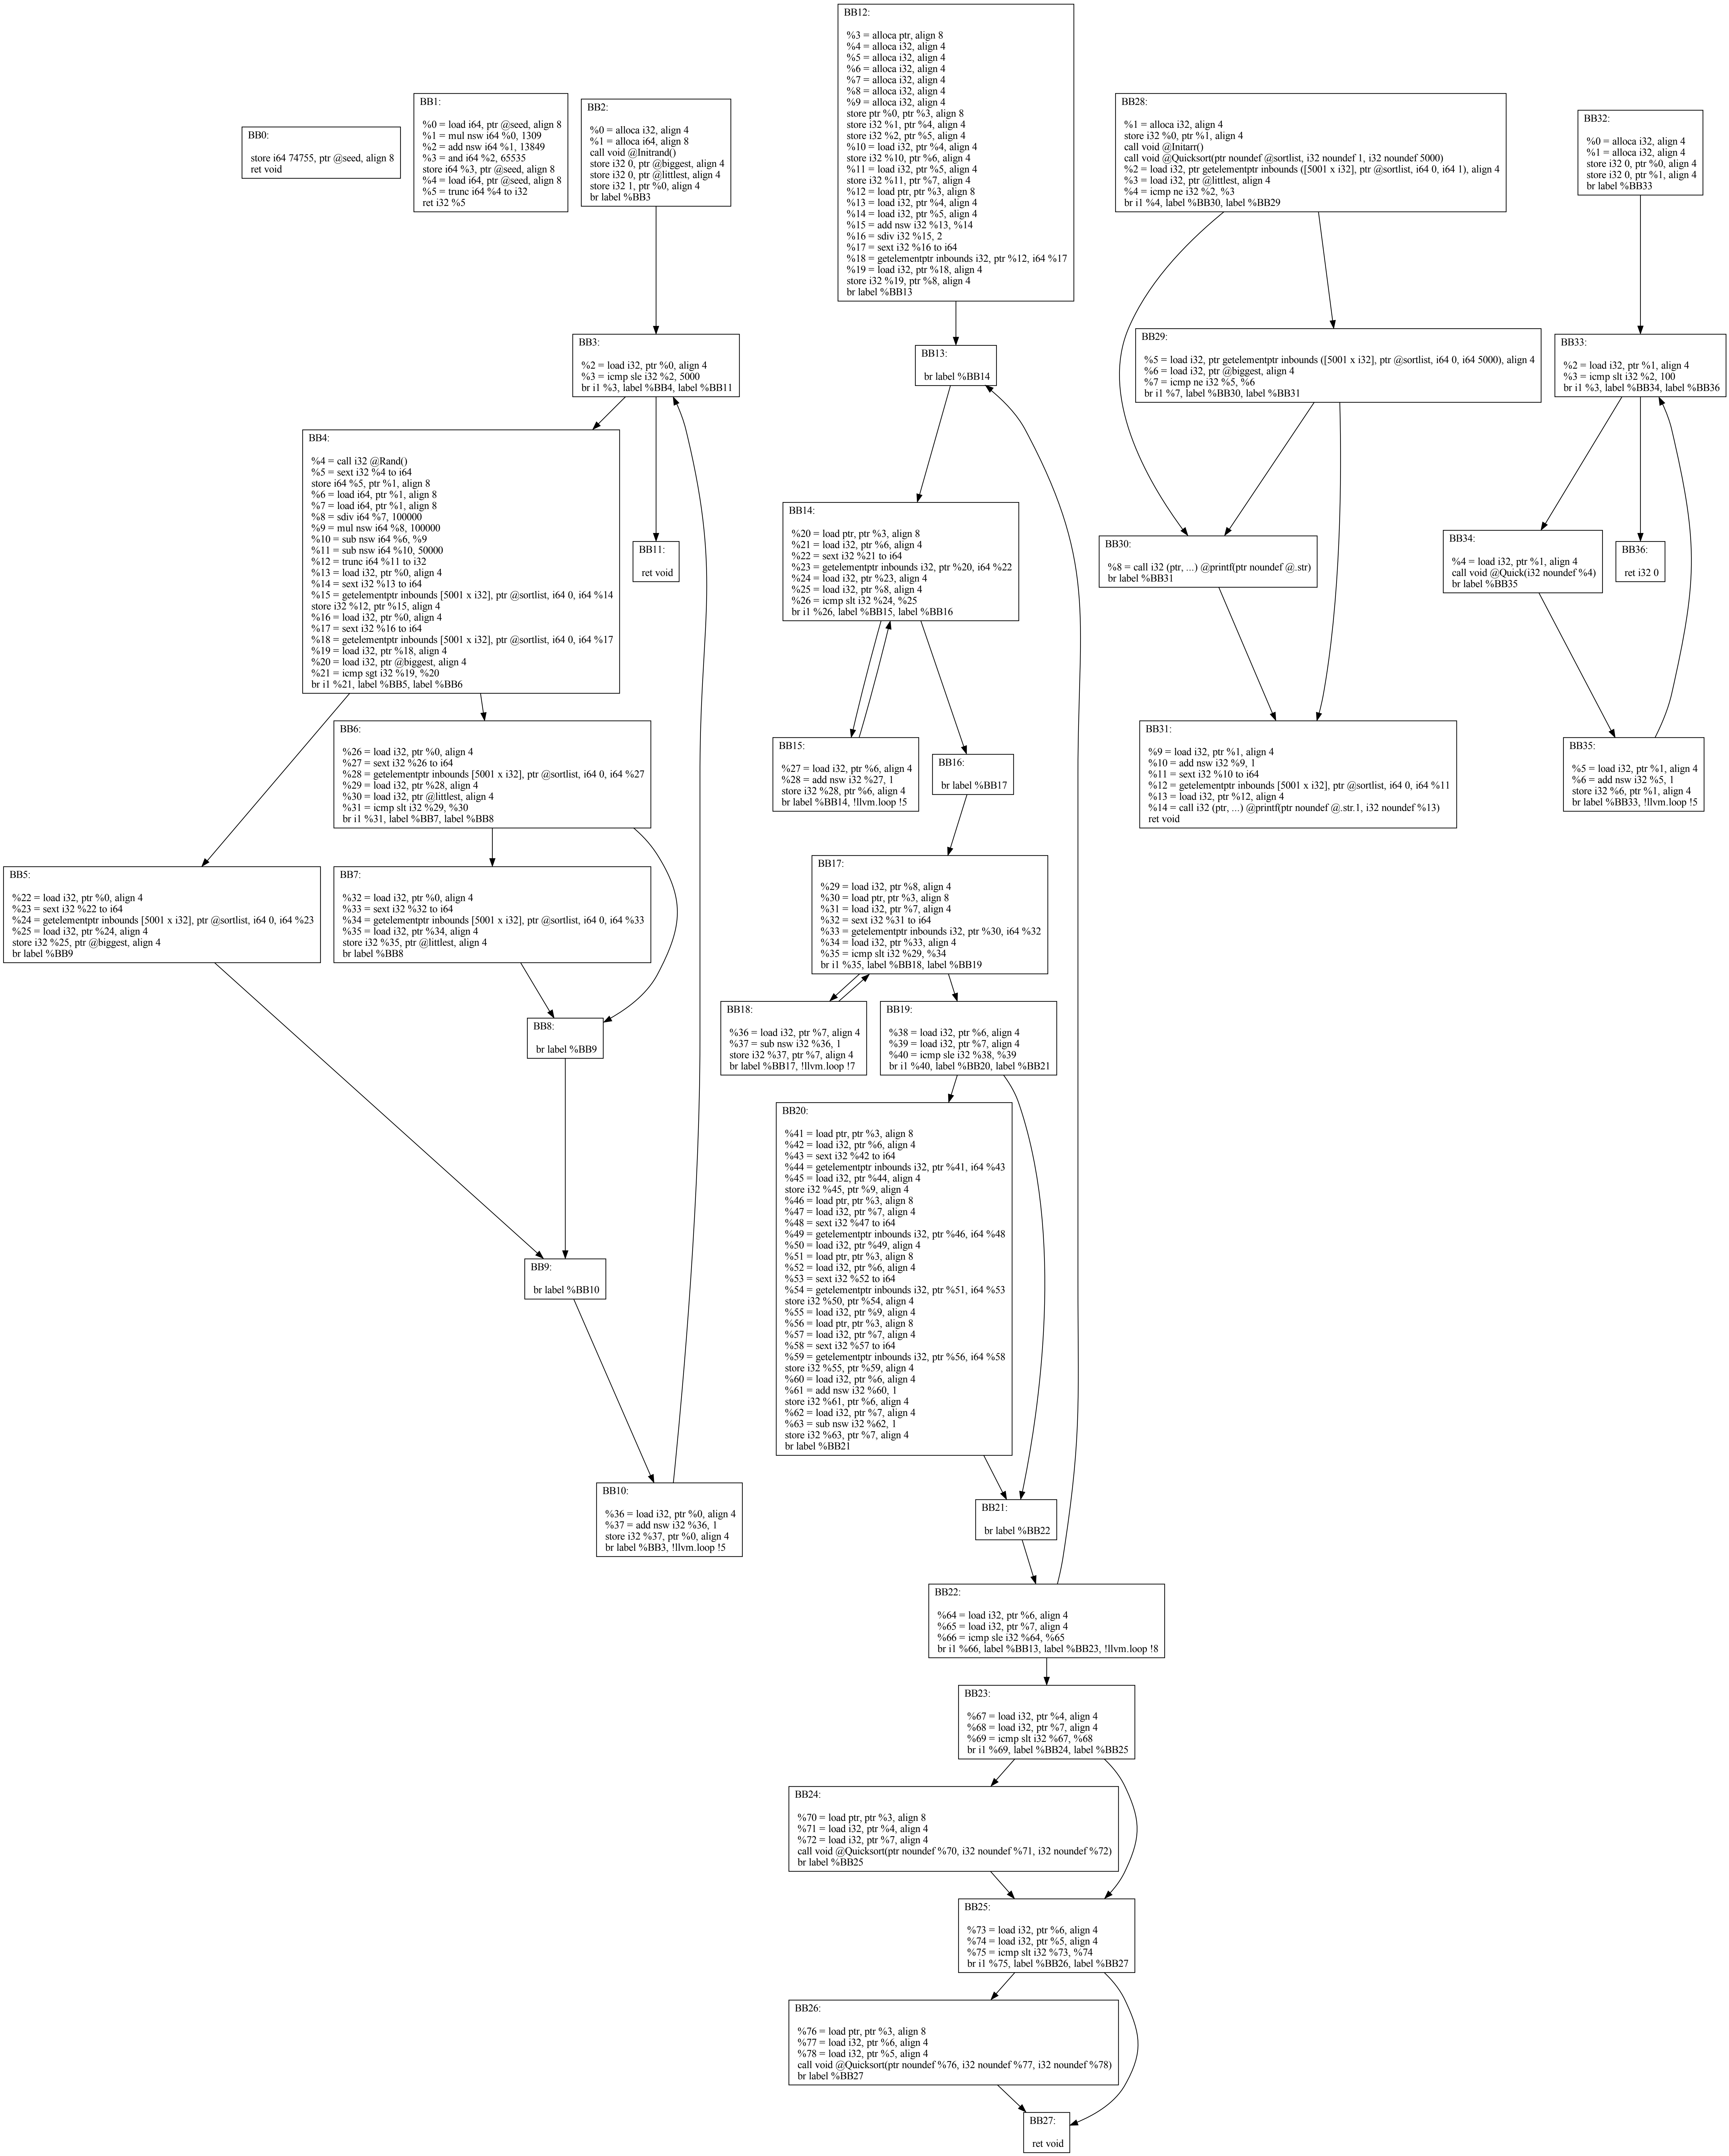 BB0:
store i64 74755, ptr @seed, align 8
ret void
BB1:
%0 = load i64, ptr @seed, align 8
%1 = mul nsw i64 %0, 1309
%2 = add nsw i64 %1, 13849
%3 = and i64 %2, 65535
store i64 %3, ptr @seed, align 8
%4 = load i64, ptr @seed, align 8
%5 = trunc i64 %4 to i32
ret i32 %5
BB2:
%0 = alloca i32, align 4
%1 = alloca i64, align 8
call void @Initrand()
store i32 0, ptr @biggest, align 4
store i32 0, ptr @littlest, align 4
store i32 1, ptr %0, align 4
br label %BB3
BB3:
%2 = load i32, ptr %0, align 4
%3 = icmp sle i32 %2, 5000
br i1 %3, label %BB4, label %BB11
BB4:
%4 = call i32 @Rand()
%5 = sext i32 %4 to i64
store i64 %5, ptr %1, align 8
%6 = load i64, ptr %1, align 8
%7 = load i64, ptr %1, align 8
%8 = sdiv i64 %7, 100000
%9 = mul nsw i64 %8, 100000
%10 = sub nsw i64 %6, %9
%11 = sub nsw i64 %10, 50000
%12 = trunc i64 %11 to i32
%13 = load i32, ptr %0, align 4
%14 = sext i32 %13 to i64
%15 = getelementptr inbounds [5001 x i32], ptr @sortlist, i64 0, i64 %14
store i32 %12, ptr %15, align 4
%16 = load i32, ptr %0, align 4
%17 = sext i32 %16 to i64
%18 = getelementptr inbounds [5001 x i32], ptr @sortlist, i64 0, i64 %17
%19 = load i32, ptr %18, align 4
%20 = load i32, ptr @biggest, align 4
%21 = icmp sgt i32 %19, %20
br i1 %21, label %BB5, label %BB6
BB11:
ret void
BB6:
%26 = load i32, ptr %0, align 4
%27 = sext i32 %26 to i64
%28 = getelementptr inbounds [5001 x i32], ptr @sortlist, i64 0, i64 %27
%29 = load i32, ptr %28, align 4
%30 = load i32, ptr @littlest, align 4
%31 = icmp slt i32 %29, %30
br i1 %31, label %BB7, label %BB8
BB5:
%22 = load i32, ptr %0, align 4
%23 = sext i32 %22 to i64
%24 = getelementptr inbounds [5001 x i32], ptr @sortlist, i64 0, i64 %23
%25 = load i32, ptr %24, align 4
store i32 %25, ptr @biggest, align 4
br label %BB9
BB7:
%32 = load i32, ptr %0, align 4
%33 = sext i32 %32 to i64
%34 = getelementptr inbounds [5001 x i32], ptr @sortlist, i64 0, i64 %33
%35 = load i32, ptr %34, align 4
store i32 %35, ptr @littlest, align 4
br label %BB8
BB8:
br label %BB9
BB9:
br label %BB10
BB10:
%36 = load i32, ptr %0, align 4
%37 = add nsw i32 %36, 1
store i32 %37, ptr %0, align 4
br label %BB3, !llvm.loop !5
BB12:
%3 = alloca ptr, align 8
%4 = alloca i32, align 4
%5 = alloca i32, align 4
%6 = alloca i32, align 4
%7 = alloca i32, align 4
%8 = alloca i32, align 4
%9 = alloca i32, align 4
store ptr %0, ptr %3, align 8
store i32 %1, ptr %4, align 4
store i32 %2, ptr %5, align 4
%10 = load i32, ptr %4, align 4
store i32 %10, ptr %6, align 4
%11 = load i32, ptr %5, align 4
store i32 %11, ptr %7, align 4
%12 = load ptr, ptr %3, align 8
%13 = load i32, ptr %4, align 4
%14 = load i32, ptr %5, align 4
%15 = add nsw i32 %13, %14
%16 = sdiv i32 %15, 2
%17 = sext i32 %16 to i64
%18 = getelementptr inbounds i32, ptr %12, i64 %17
%19 = load i32, ptr %18, align 4
store i32 %19, ptr %8, align 4
br label %BB13
BB13:
br label %BB14
BB14:
%20 = load ptr, ptr %3, align 8
%21 = load i32, ptr %6, align 4
%22 = sext i32 %21 to i64
%23 = getelementptr inbounds i32, ptr %20, i64 %22
%24 = load i32, ptr %23, align 4
%25 = load i32, ptr %8, align 4
%26 = icmp slt i32 %24, %25
br i1 %26, label %BB15, label %BB16
BB15:
%27 = load i32, ptr %6, align 4
%28 = add nsw i32 %27, 1
store i32 %28, ptr %6, align 4
br label %BB14, !llvm.loop !5
BB16:
br label %BB17
BB17:
%29 = load i32, ptr %8, align 4
%30 = load ptr, ptr %3, align 8
%31 = load i32, ptr %7, align 4
%32 = sext i32 %31 to i64
%33 = getelementptr inbounds i32, ptr %30, i64 %32
%34 = load i32, ptr %33, align 4
%35 = icmp slt i32 %29, %34
br i1 %35, label %BB18, label %BB19
BB18:
%36 = load i32, ptr %7, align 4
%37 = sub nsw i32 %36, 1
store i32 %37, ptr %7, align 4
br label %BB17, !llvm.loop !7
BB19:
%38 = load i32, ptr %6, align 4
%39 = load i32, ptr %7, align 4
%40 = icmp sle i32 %38, %39
br i1 %40, label %BB20, label %BB21
BB20:
%41 = load ptr, ptr %3, align 8
%42 = load i32, ptr %6, align 4
%43 = sext i32 %42 to i64
%44 = getelementptr inbounds i32, ptr %41, i64 %43
%45 = load i32, ptr %44, align 4
store i32 %45, ptr %9, align 4
%46 = load ptr, ptr %3, align 8
%47 = load i32, ptr %7, align 4
%48 = sext i32 %47 to i64
%49 = getelementptr inbounds i32, ptr %46, i64 %48
%50 = load i32, ptr %49, align 4
%51 = load ptr, ptr %3, align 8
%52 = load i32, ptr %6, align 4
%53 = sext i32 %52 to i64
%54 = getelementptr inbounds i32, ptr %51, i64 %53
store i32 %50, ptr %54, align 4
%55 = load i32, ptr %9, align 4
%56 = load ptr, ptr %3, align 8
%57 = load i32, ptr %7, align 4
%58 = sext i32 %57 to i64
%59 = getelementptr inbounds i32, ptr %56, i64 %58
store i32 %55, ptr %59, align 4
%60 = load i32, ptr %6, align 4
%61 = add nsw i32 %60, 1
store i32 %61, ptr %6, align 4
%62 = load i32, ptr %7, align 4
%63 = sub nsw i32 %62, 1
store i32 %63, ptr %7, align 4
br label %BB21
BB21:
br label %BB22
BB22:
%64 = load i32, ptr %6, align 4
%65 = load i32, ptr %7, align 4
%66 = icmp sle i32 %64, %65
br i1 %66, label %BB13, label %BB23, !llvm.loop !8
BB23:
%67 = load i32, ptr %4, align 4
%68 = load i32, ptr %7, align 4
%69 = icmp slt i32 %67, %68
br i1 %69, label %BB24, label %BB25
BB24:
%70 = load ptr, ptr %3, align 8
%71 = load i32, ptr %4, align 4
%72 = load i32, ptr %7, align 4
call void @Quicksort(ptr noundef %70, i32 noundef %71, i32 noundef %72)
br label %BB25
BB25:
%73 = load i32, ptr %6, align 4
%74 = load i32, ptr %5, align 4
%75 = icmp slt i32 %73, %74
br i1 %75, label %BB26, label %BB27
BB26:
%76 = load ptr, ptr %3, align 8
%77 = load i32, ptr %6, align 4
%78 = load i32, ptr %5, align 4
call void @Quicksort(ptr noundef %76, i32 noundef %77, i32 noundef %78)
br label %BB27
BB27:
ret void
BB28:
%1 = alloca i32, align 4
store i32 %0, ptr %1, align 4
call void @Initarr()
call void @Quicksort(ptr noundef @sortlist, i32 noundef 1, i32 noundef 5000)
%2 = load i32, ptr getelementptr inbounds ([5001 x i32], ptr @sortlist, i64 0, i64 1), align 4
%3 = load i32, ptr @littlest, align 4
%4 = icmp ne i32 %2, %3
br i1 %4, label %BB30, label %BB29
BB29:
%5 = load i32, ptr getelementptr inbounds ([5001 x i32], ptr @sortlist, i64 0, i64 5000), align 4
%6 = load i32, ptr @biggest, align 4
%7 = icmp ne i32 %5, %6
br i1 %7, label %BB30, label %BB31
BB30:
%8 = call i32 (ptr, ...) @printf(ptr noundef @.str)
br label %BB31
BB31:
%9 = load i32, ptr %1, align 4
%10 = add nsw i32 %9, 1
%11 = sext i32 %10 to i64
%12 = getelementptr inbounds [5001 x i32], ptr @sortlist, i64 0, i64 %11
%13 = load i32, ptr %12, align 4
%14 = call i32 (ptr, ...) @printf(ptr noundef @.str.1, i32 noundef %13)
ret void
BB32:
%0 = alloca i32, align 4
%1 = alloca i32, align 4
store i32 0, ptr %0, align 4
store i32 0, ptr %1, align 4
br label %BB33
BB33:
%2 = load i32, ptr %1, align 4
%3 = icmp slt i32 %2, 100
br i1 %3, label %BB34, label %BB36
BB34:
%4 = load i32, ptr %1, align 4
call void @Quick(i32 noundef %4)
br label %BB35
BB36:
ret i32 0
BB35:
%5 = load i32, ptr %1, align 4
%6 = add nsw i32 %5, 1
store i32 %6, ptr %1, align 4
br label %BB33, !llvm.loop !5